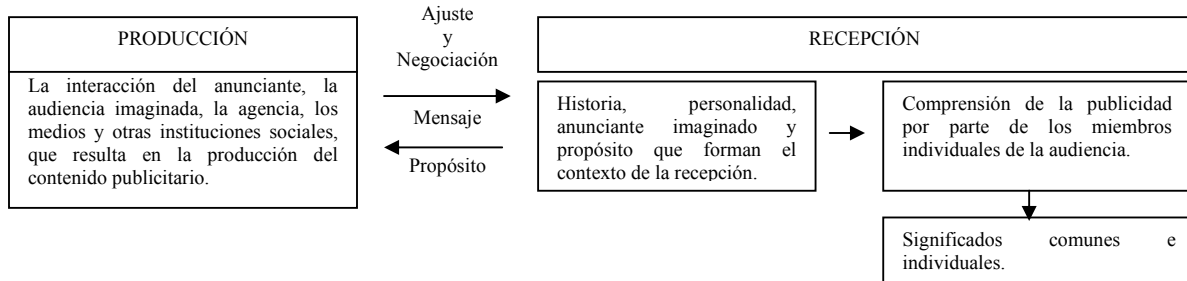 PRODUCCIÓN
La interacción del anunciante, la
audiencia imaginada, la agencia, los
medios y otras instituciones sociales,
que resulta en la producción del
contenido publicitario.
Ajuste
y
Negociación
Mensaje
Propósito
RECEPCIÓN
Historia, personalidad,
anunciante imaginado y
propósito que forman el
contexto de la recepción.
Comprensión de la publicidad
por parte de los miembros
individuales de la audiencia.
Significados comunes e
individuales.